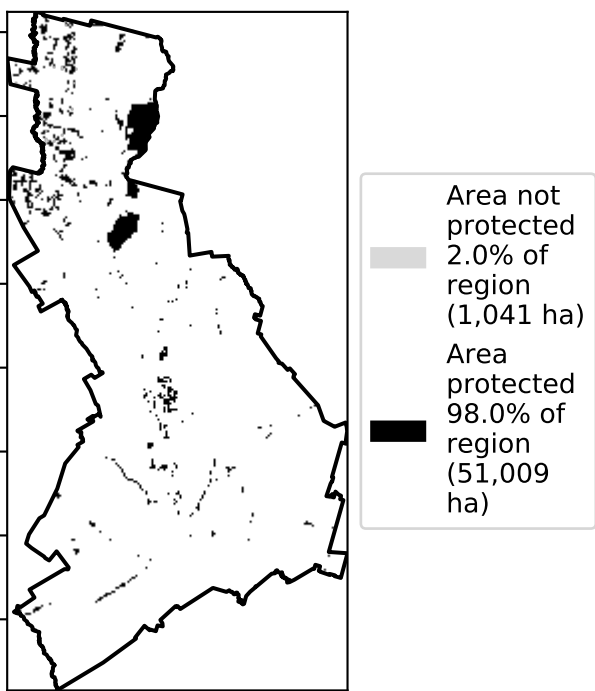 Area not
protected
2.0% of
region
(1,041 ha)
Area
protected
98.0% of
region
(51,009
ha)